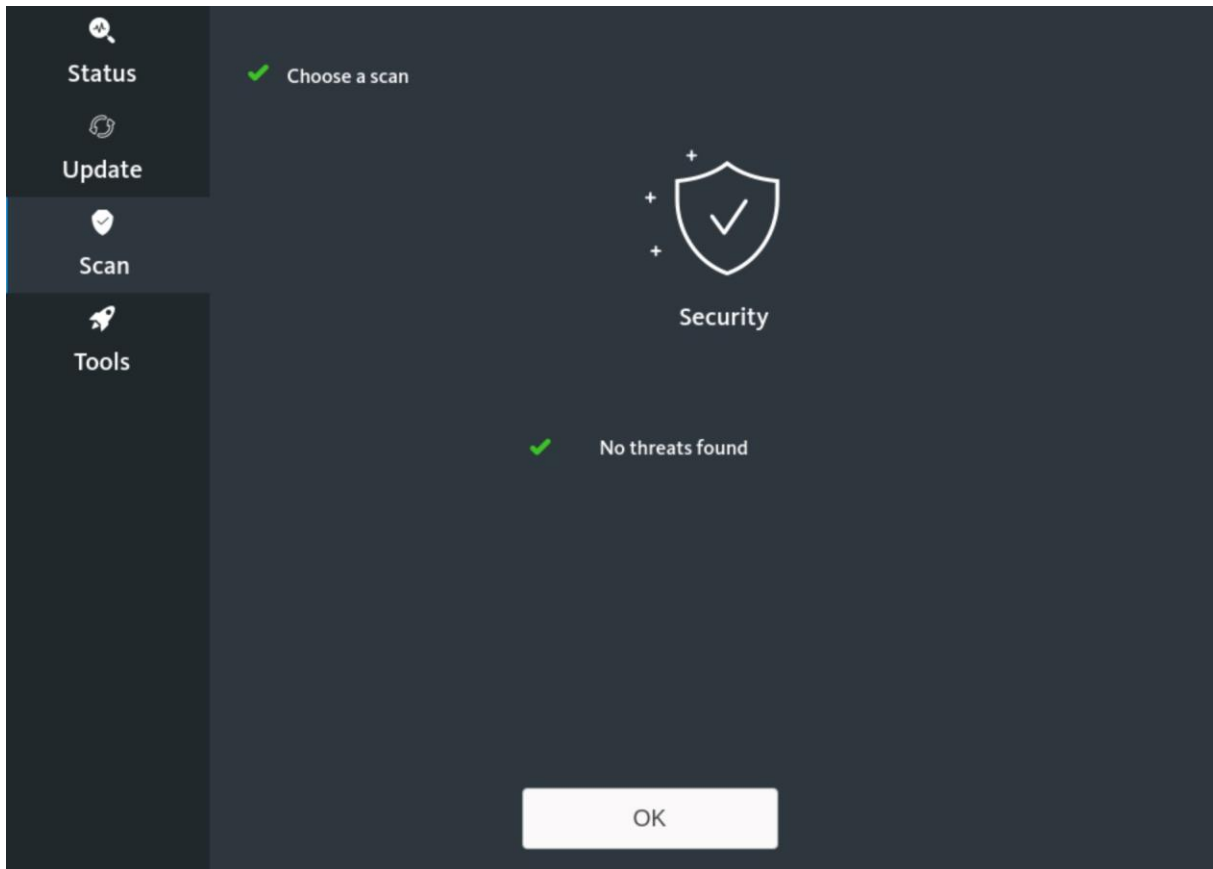 Status
Update
Scan
Tools
Choose a scan
Security
No threats found
OK